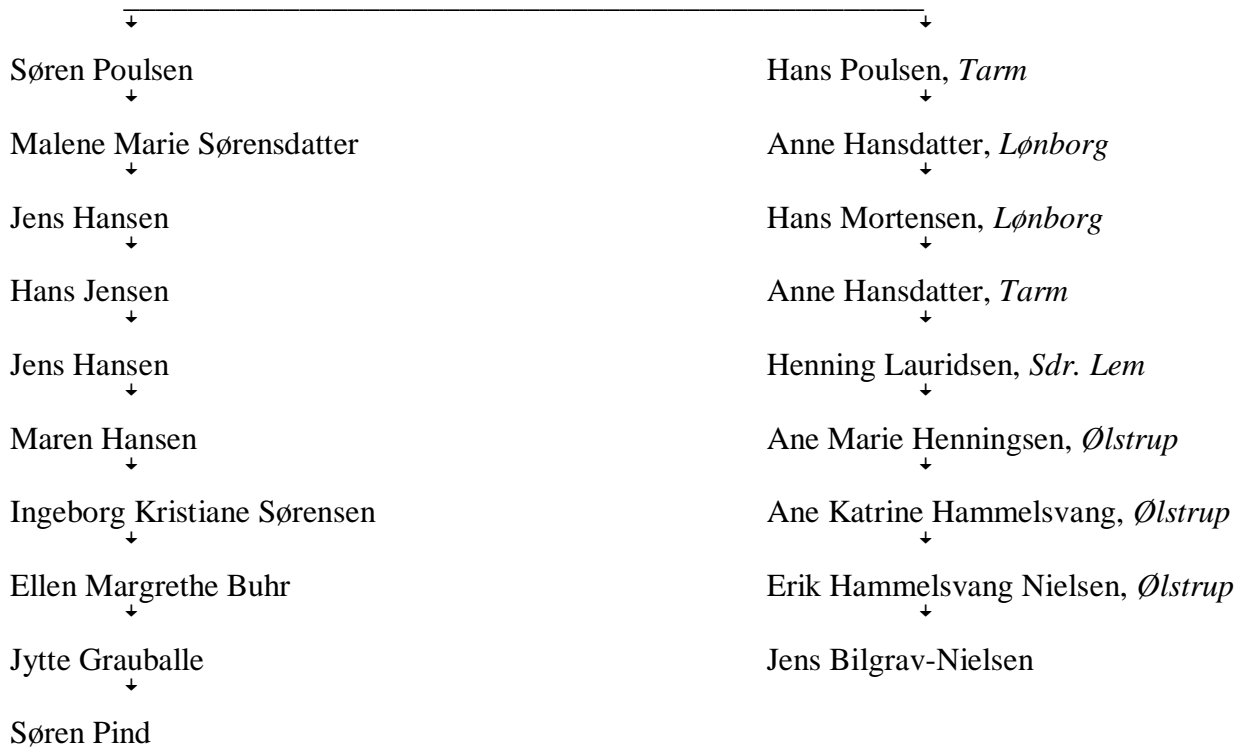 Søren Poulsen Hans Poulsen, Tarm
Malene Marie Sørensdatter Anne Hansdatter, Lønborg
Jens Hansen Hans Mortensen, Lønborg
Hans Jensen Anne Hansdatter, Tarm
Jens Hansen Henning Lauridsen, Sdr. Lem
Maren Hansen Ane Marie Henningsen, Ølstrup
Ingeborg Kristiane Sørensen Ane Katrine Hammelsvang, Ølstrup
Ellen Margrethe Buhr Erik Hammelsvang Nielsen, Ølstrup
Jytte Grauballe Jens Bilgrav-Nielsen
Søren Pind